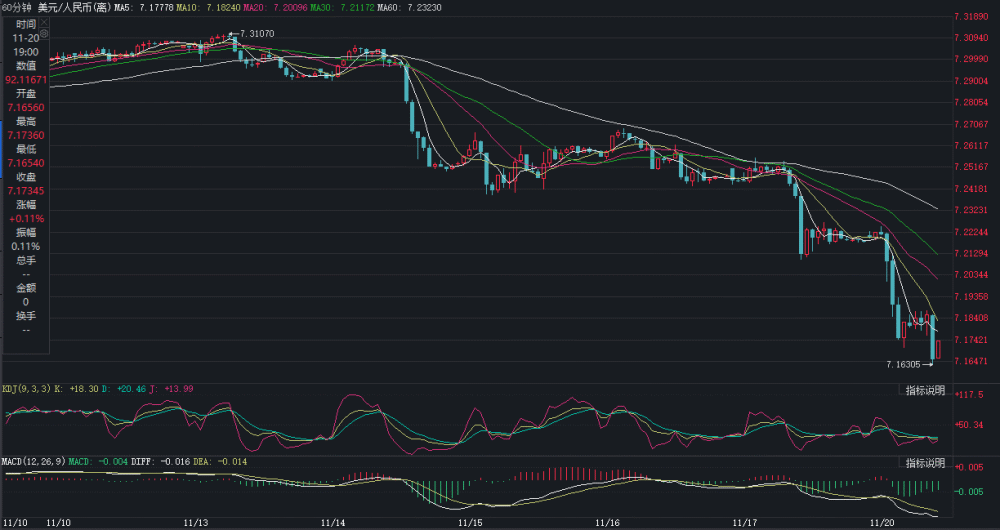 60分钟 美元/人民币(离) MA5: 7.17778 MA10: 7.18240 MA20: 7.20096 MA30: 7.21172 MA60: 7.23230
时间
11-20
19:00
数值
92.11671
开盘
7.16560
最高
7.17360
最低
7.16540
收盘
7.17345
涨幅
+0.11%
振幅
0.11%
总手
--
金额
0
换手
--
7.31070
7.16305
7.31890
7.30940
7.29990
7.29004
7.28054
7.27067
7.26117
7.25167
7.24181
7.23231
7.22244
7.21294
7.20344
7.19358
7.18408
7.17421
7.16471
KDJ(9,3,3) K: +18.30 D: +20.46 J: +13.99
指标说明
+117.5
+50.34
MACD(12,26,9) MACD: -0.004 DIFF: -0.016 DEA: -0.014
指标说明
+0.005
-0.005
11/10 11/10 11/13 11/14 11/15 11/16 11/17 11/20